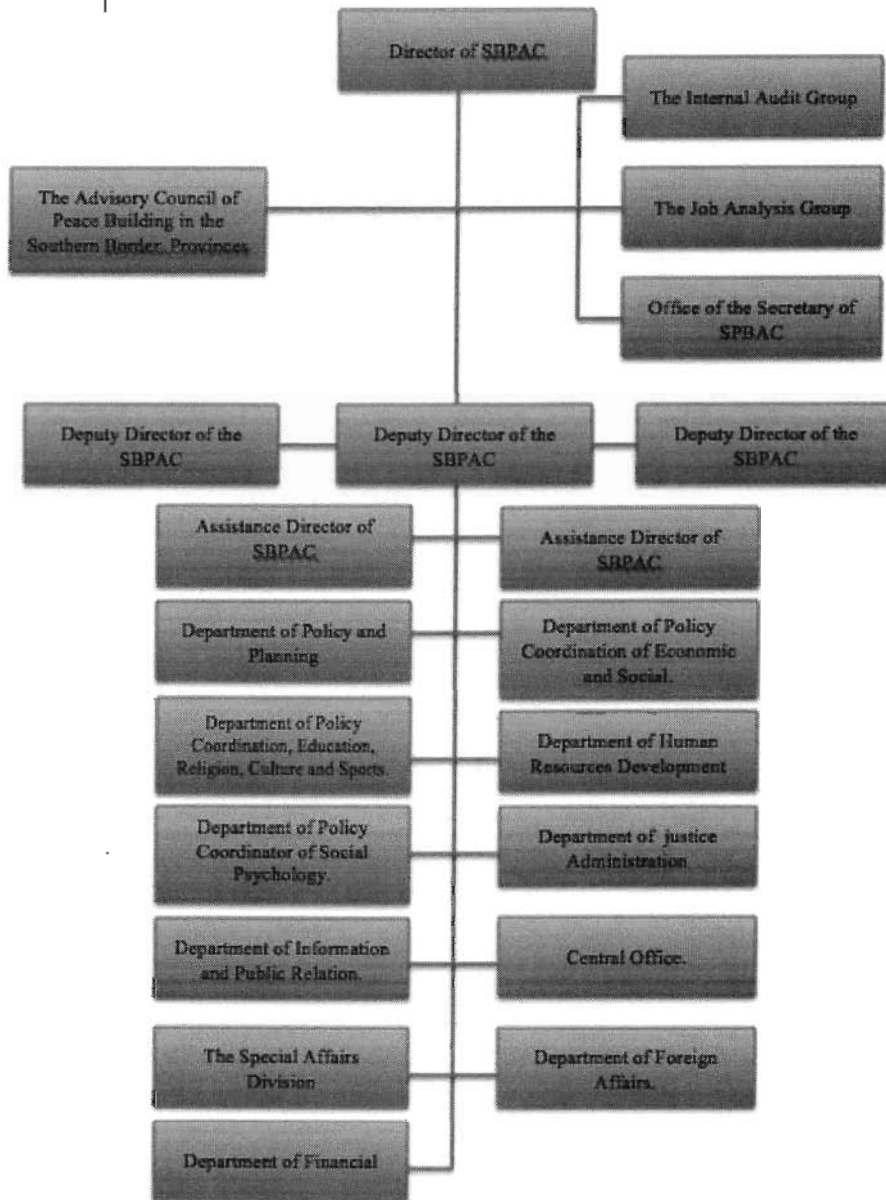 Director of SBPAC
The Internal Audit Group
The Advisory Council of
Peace Building in the
Southern Border Provinces
The Job Analysis Group
Office of the Secretary of
SPBAC
Deputy Director of the
SBPAC
Deputy Director of the
SBPAC
Deputy Director of the
SBPAC
Assistance Director of
SBPAC
Assistance Director of
SBPAC
Department of Policy and
Planning
Department of Policy
Coordination of Economic
and Social.
Department of Policy
Coordination, Education,
Religion, Culture and Sports.
Department of Human
Resources Development
Department of Policy
Coordinator of Social
Psychology.
Department of justice
Administration
Department of Information
and Public Relation.
Central Office.
The Special Affairs
Division
Department of Foreign
Affairs.
Department of Financial